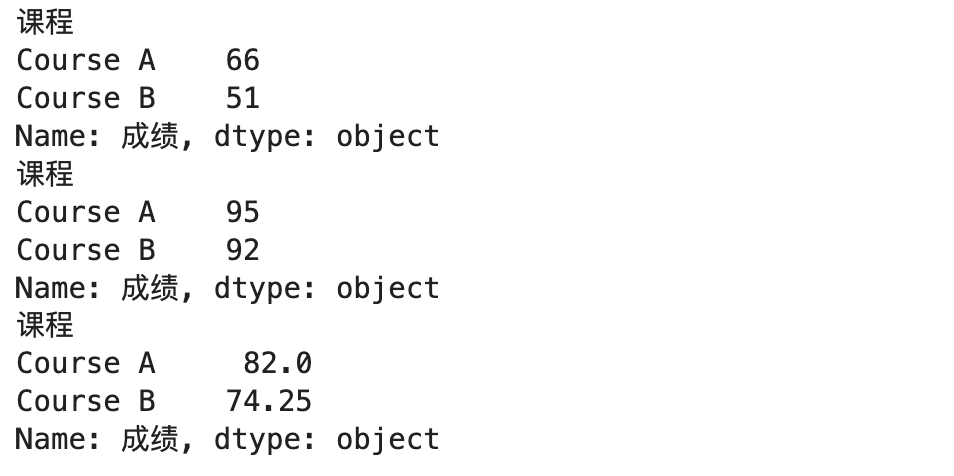 课程
Course A    66
Course B    51
Name: 成绩, dtype: object
课程
Course A    95
Course B    92
Name: 成绩, dtype: object
课程
Course A     82.0
Course B    74.25
Name: 成绩, dtype: object